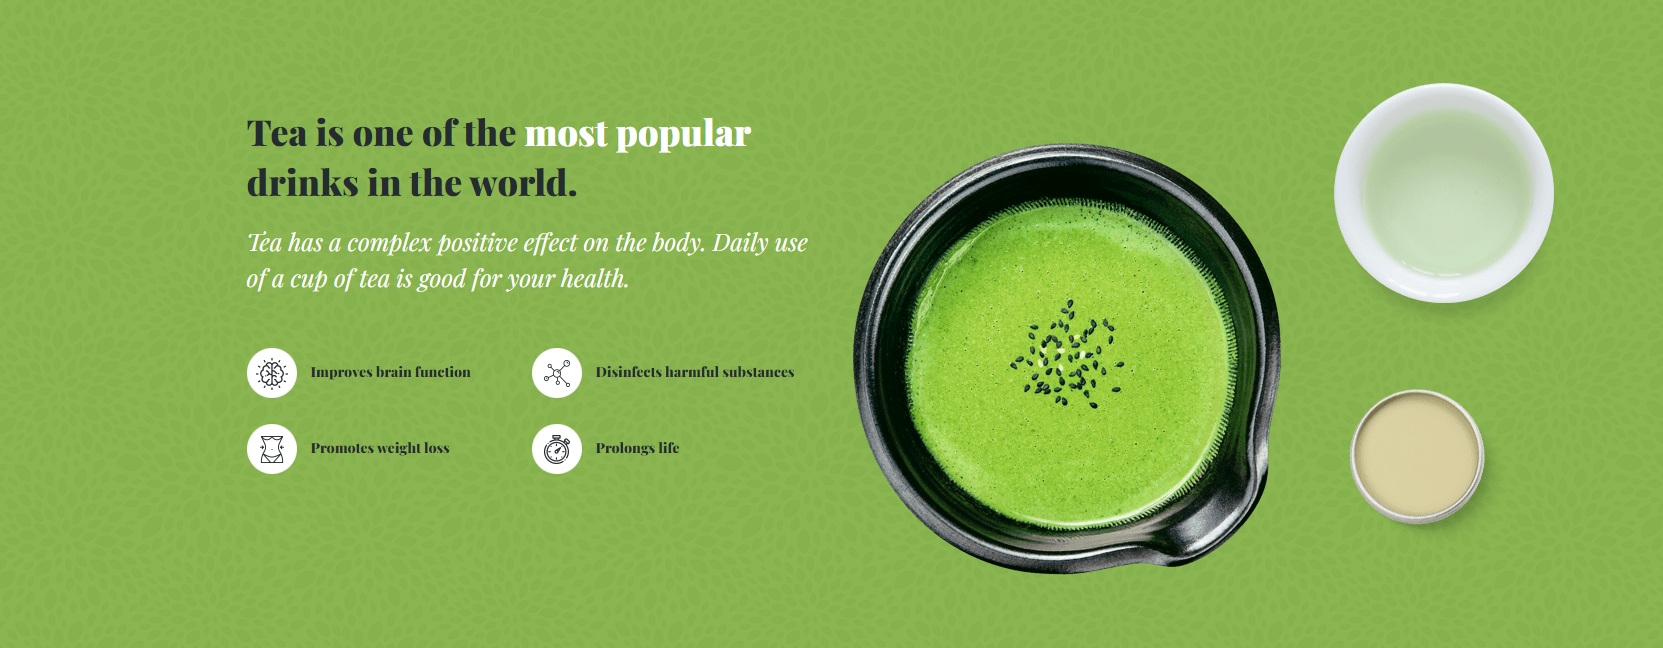 Tea is one of the most popular
drinks in the world.
Tea has a complex positive effect on the body. Daily use
of a cup of tea is good for your health.
Improves brain function
Disinfects harmful substances
Promotes weight loss
Prolongs life